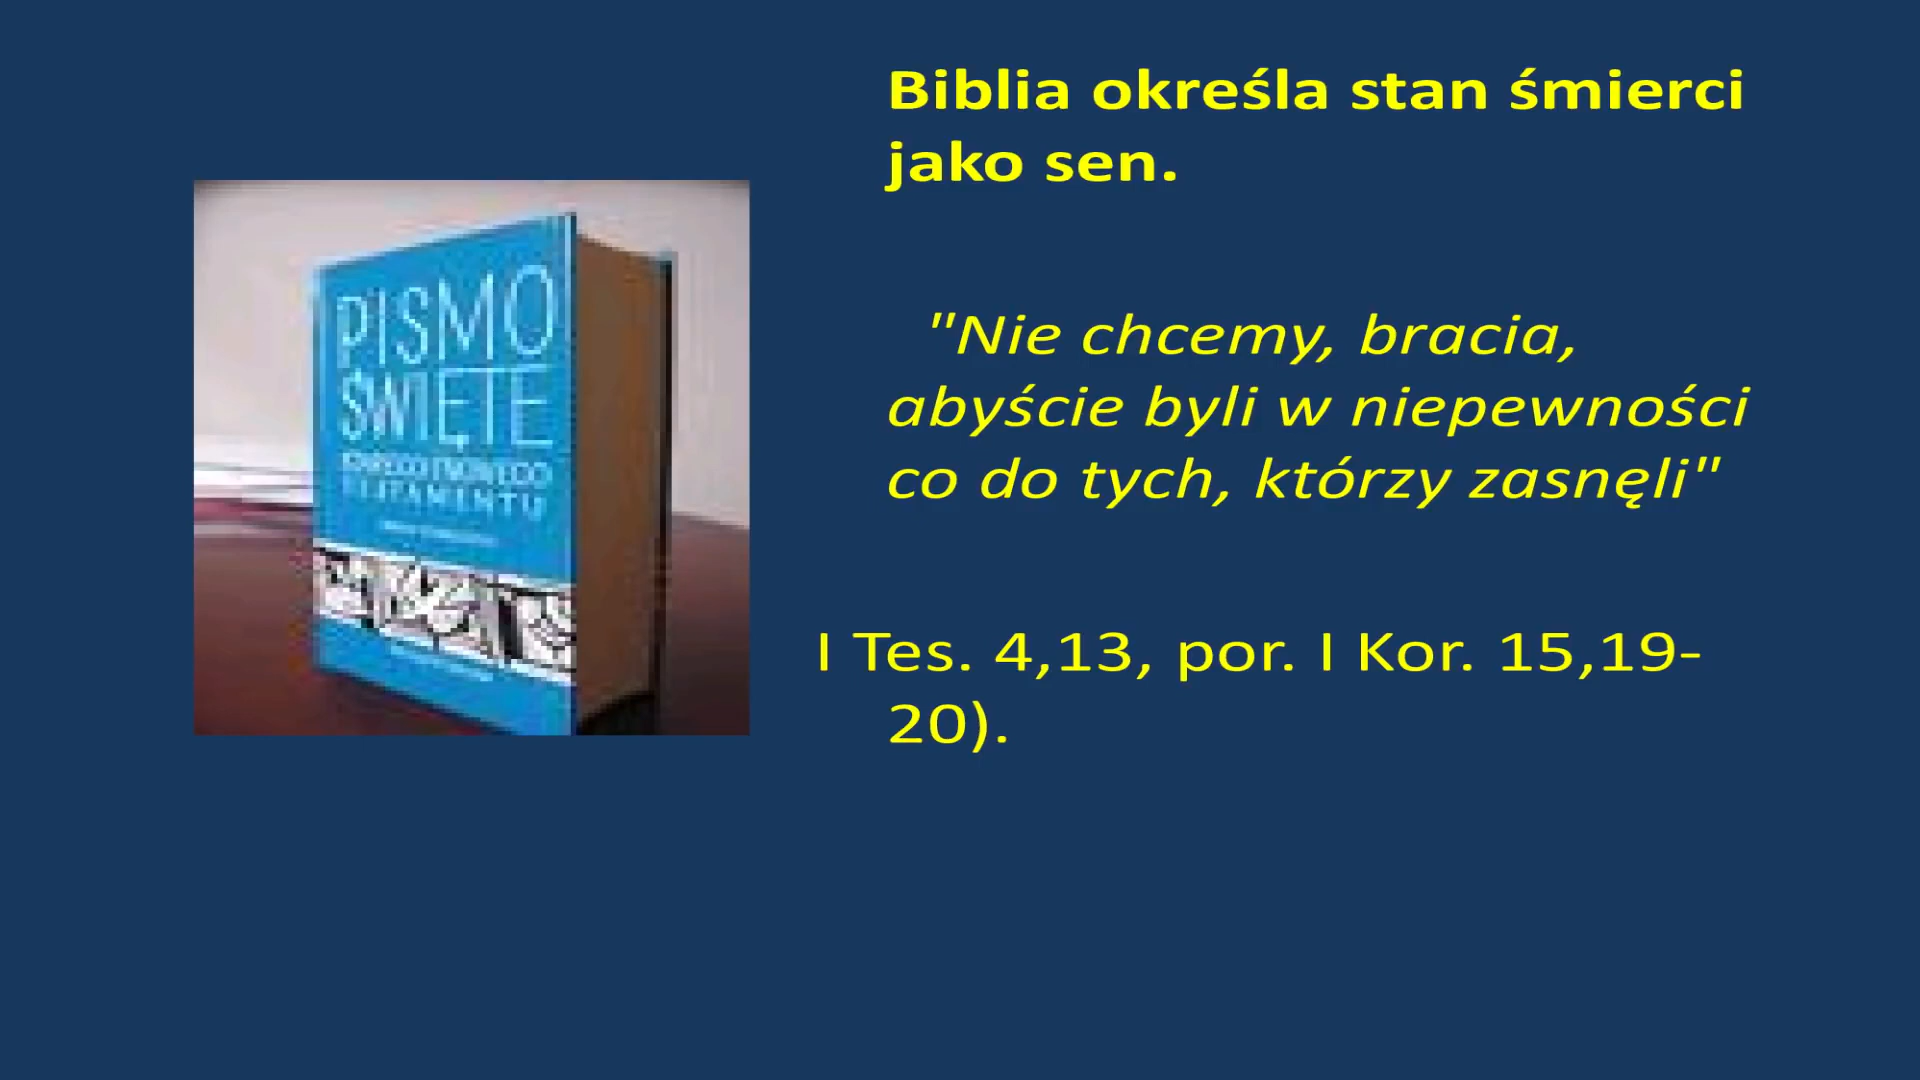 Biblia określa stan śmierci
jako sen.
"Nie chcemy, bracia,
abyście byli w niepewności
co do tych, którzy zasnęli"
I Tes. 4,13, por. I Kor. 15,19-
20).
PISMO
ŚWIĘTE
TESTAMENTU